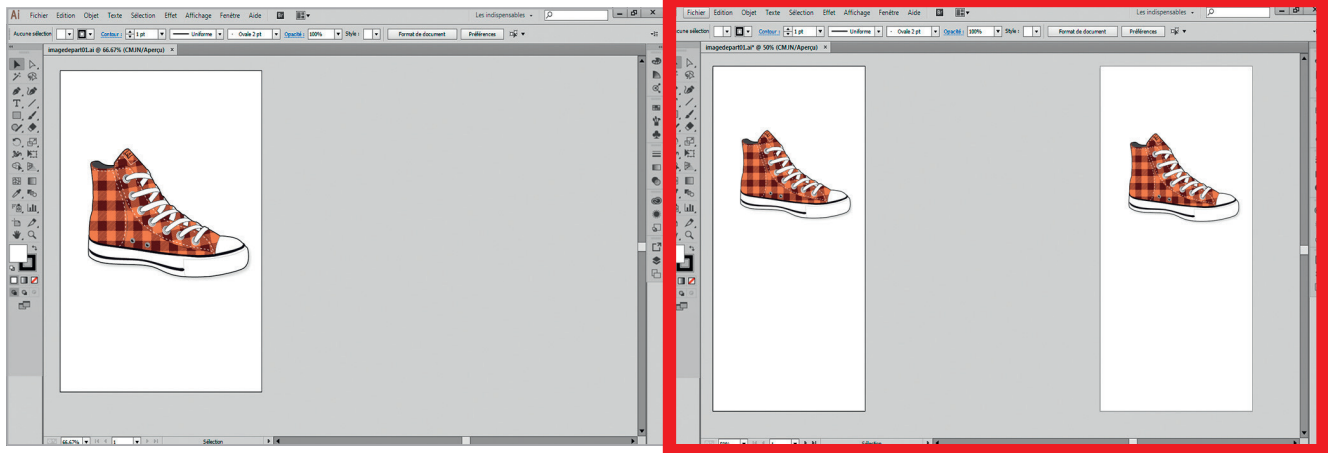 Ai Fichier Edition Objet Texte Sélection Effet Affichage Fenêtre Aide Les indispensables
Aucune sélection Contour : 1 pt Uniforme Ovale 2 pt Opacité : 100% Style : Format de document Préférences
imagedepart01.ai @ 66.67% (CMJN/Aperçu) ×
66.67% 1 Sélection
Fichier Edition Objet Texte Sélection Effet Affichage Fenêtre Aide Les indispensables
cune sélection Contour : 1 pt Uniforme Ovale 2 pt Opacité : 100% Style : Format de document Préférences
imagedepart01.ai* @ 50% (CMJN/Aperçu) ×